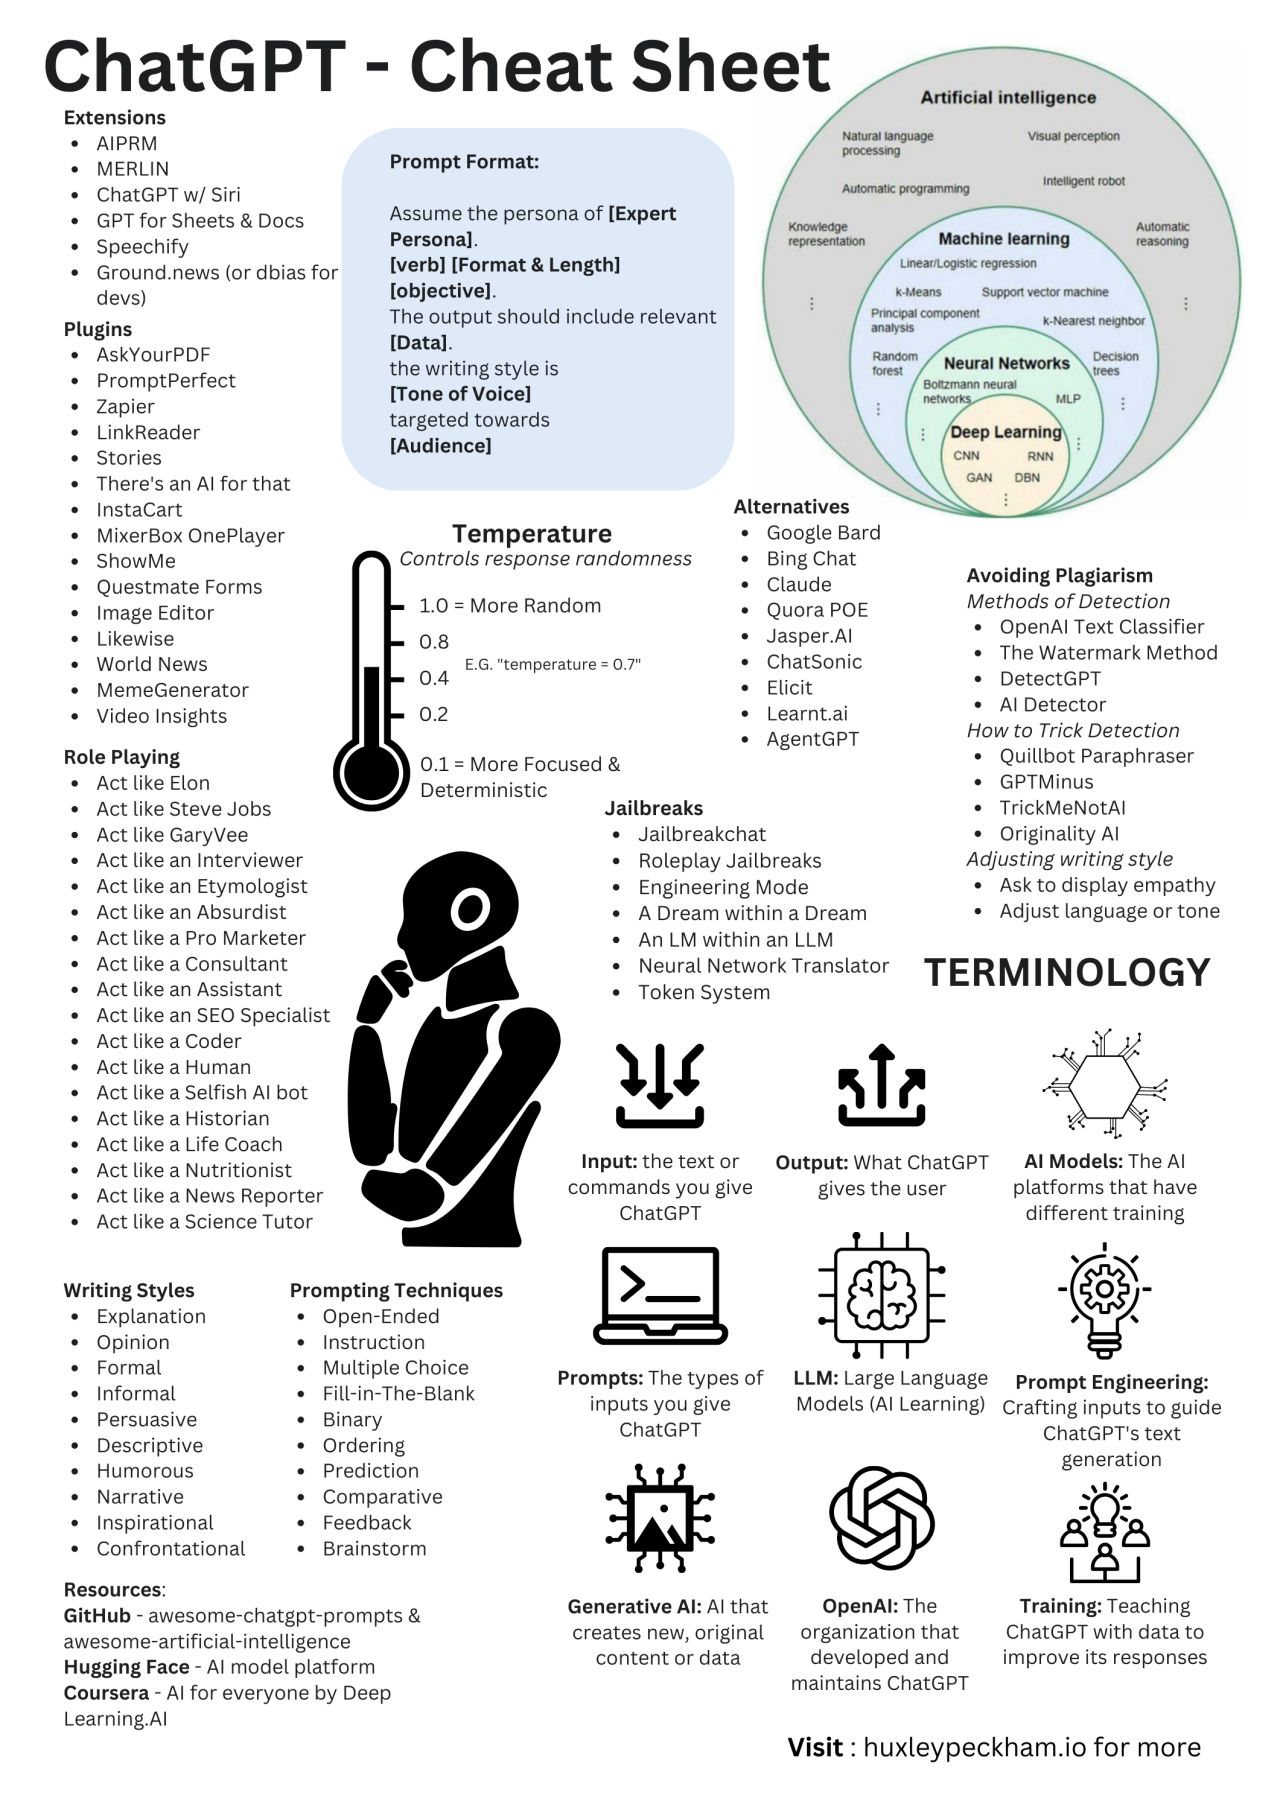 ChatGPT - Cheat Sheet
Extensions
• AIPRM
• MERLIN
• ChatGPT w/ Siri
• GPT for Sheets & Docs
• Speechify
• Ground.news (or dbias for
devs)
Plugins
• AskYourPDF
• PromptPerfect
• Zapier
• LinkReader
• Stories
• There's an AI for that
• InstaCart
• MixerBox OnePlayer
• ShowMe
• Questmate Forms
• Image Editor
• Likewise
• World News
• MemeGenerator
• Video Insights
Role Playing
• Act like Elon
• Act like Steve Jobs
• Act like GaryVee
• Act like an Interviewer
• Act like an Etymologist
• Act like an Absurdist
• Act like a Pro Marketer
• Act like a Consultant
• Act like an Assistant
• Act like an SEO Specialist
• Act like a Coder
• Act like a Human
• Act like a Selfish AI bot
• Act like a Historian
• Act like a Life Coach
• Act like a Nutritionist
• Act like a News Reporter
• Act like a Science Tutor
Prompt Format:
Assume the persona of [Expert
Persona].
[verb] [Format & Length]
[objective].
The output should include relevant
[Data].
the writing style is
[Tone of Voice]
targeted towards
[Audience]
Artificial intelligence
Natural language
processing
Visual perception
Automatic programming
Intelligent robot
Knowledge
representation
Automatic
reasoning
Machine learning
Linear/Logistic regression
k-Means
Support vector machine
Principal component
analysis
k-Nearest neighbor
Random
forest
Decision
trees
Neural Networks
Boltzmann neural
networks
MLP
Deep Learning
CNN
RNN
GAN
DBN
Temperature
Controls response randomness
1.0 = More Random
0.8
E.G. "temperature = 0.7"
0.4
0.2
0.1 = More Focused &
Deterministic
Alternatives
• Google Bard
• Bing Chat
• Claude
• Quora POE
• Jasper.AI
• ChatSonic
• Elicit
• Learnt.ai
• AgentGPT
Avoiding Plagiarism
Methods of Detection
• OpenAI Text Classifier
• The Watermark Method
• DetectGPT
• AI Detector
How to Trick Detection
• Quillbot Paraphraser
• GPTMinus
• TrickMeNotAI
• Originality AI
Adjusting writing style
• Ask to display empathy
• Adjust language or tone
Jailbreaks
• Jailbreakchat
• Roleplay Jailbreaks
• Engineering Mode
• A Dream within a Dream
• An LM within an LLM
• Neural Network Translator
• Token System
TERMINOLOGY
Input: the text or
commands you give
ChatGPT
Output: What ChatGPT
gives the user
AI Models: The AI
platforms that have
different training
Prompts: The types of
inputs you give
ChatGPT
LLM: Large Language
Models (AI Learning)
Prompt Engineering:
Crafting inputs to guide
ChatGPT's text
generation
Generative AI: AI that
creates new, original
content or data
OpenAI: The
organization that
developed and
maintains ChatGPT
Training: Teaching
ChatGPT with data to
improve its responses
Writing Styles
• Explanation
• Opinion
• Formal
• Informal
• Persuasive
• Descriptive
• Humorous
• Narrative
• Inspirational
• Confrontational
Prompting Techniques
• Open-Ended
• Instruction
• Multiple Choice
• Fill-in-The-Blank
• Binary
• Ordering
• Prediction
• Comparative
• Feedback
• Brainstorm
Resources:
GitHub - awesome-chatgpt-prompts &
awesome-artificial-intelligence
Hugging Face - AI model platform
Coursera - AI for everyone by Deep
Learning.AI
Visit : huxleypeckham.io for more